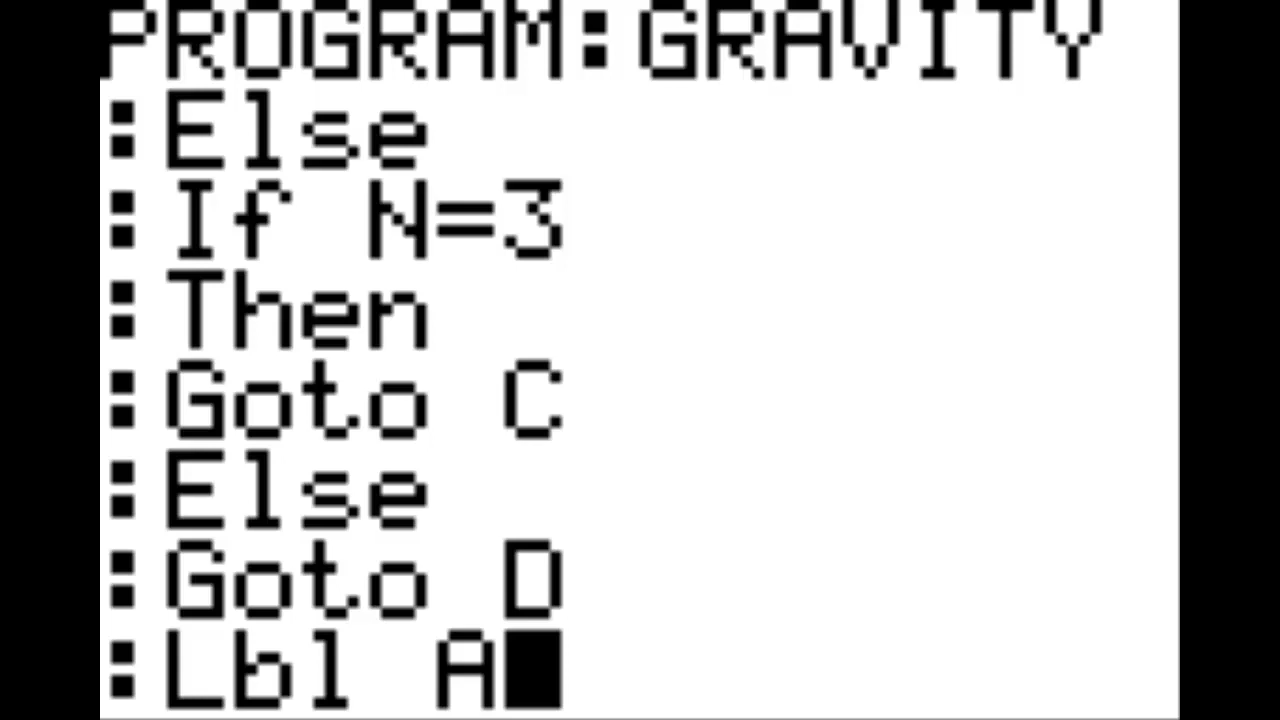 PROGRAM:GRAVITY
:Else
:If N=3
:Then
:Goto C
:Else
:Goto D
:Lbl A